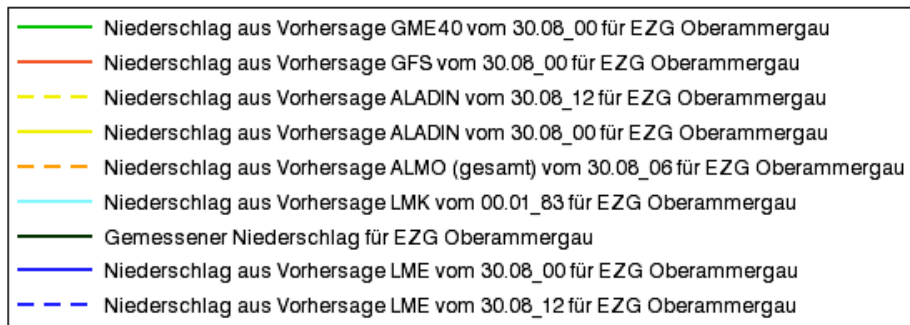 Niederschlag aus Vorhersage GME40 vom 30.08_00 für EZG Oberammergau
Niederschlag aus Vorhersage GFS vom 30.08_00 für EZG Oberammergau
Niederschlag aus Vorhersage ALADIN vom 30.08_12 für EZG Oberammergau
Niederschlag aus Vorhersage ALADIN vom 30.08_00 für EZG Oberammergau
Niederschlag aus Vorhersage ALMO (gesamt) vom 30.08_06 für EZG Oberammergau
Niederschlag aus Vorhersage LMK vom 00.01_83 für EZG Oberammergau
Gemessener Niederschlag für EZG Oberammergau
Niederschlag aus Vorhersage LME vom 30.08_00 für EZG Oberammergau
Niederschlag aus Vorhersage LME vom 30.08_12 für EZG Oberammergau